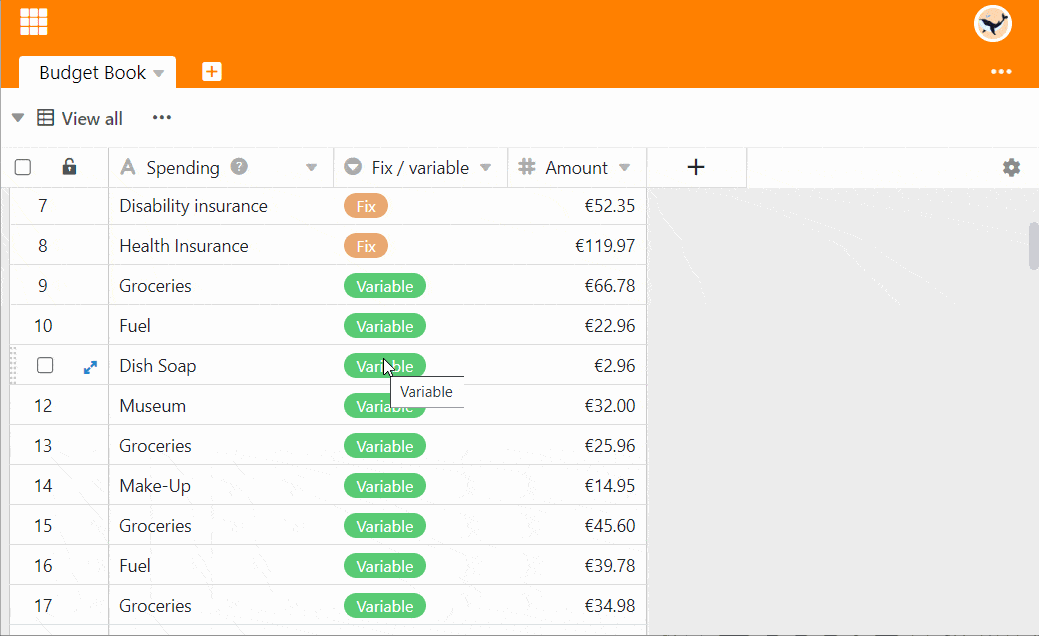 Budget Book
View all
Spending Fix / variable Amount
7 Disability insurance Fix €52.35
8 Health Insurance Fix €119.97
9 Groceries Variable €66.78
10 Fuel Variable €22.96
Dish Soap Variable €2.96
Variable
12 Museum Variable €32.00
13 Groceries Variable €25.96
14 Make-Up Variable €14.95
15 Groceries Variable €45.60
16 Fuel Variable €39.78
17 Groceries Variable €34.98